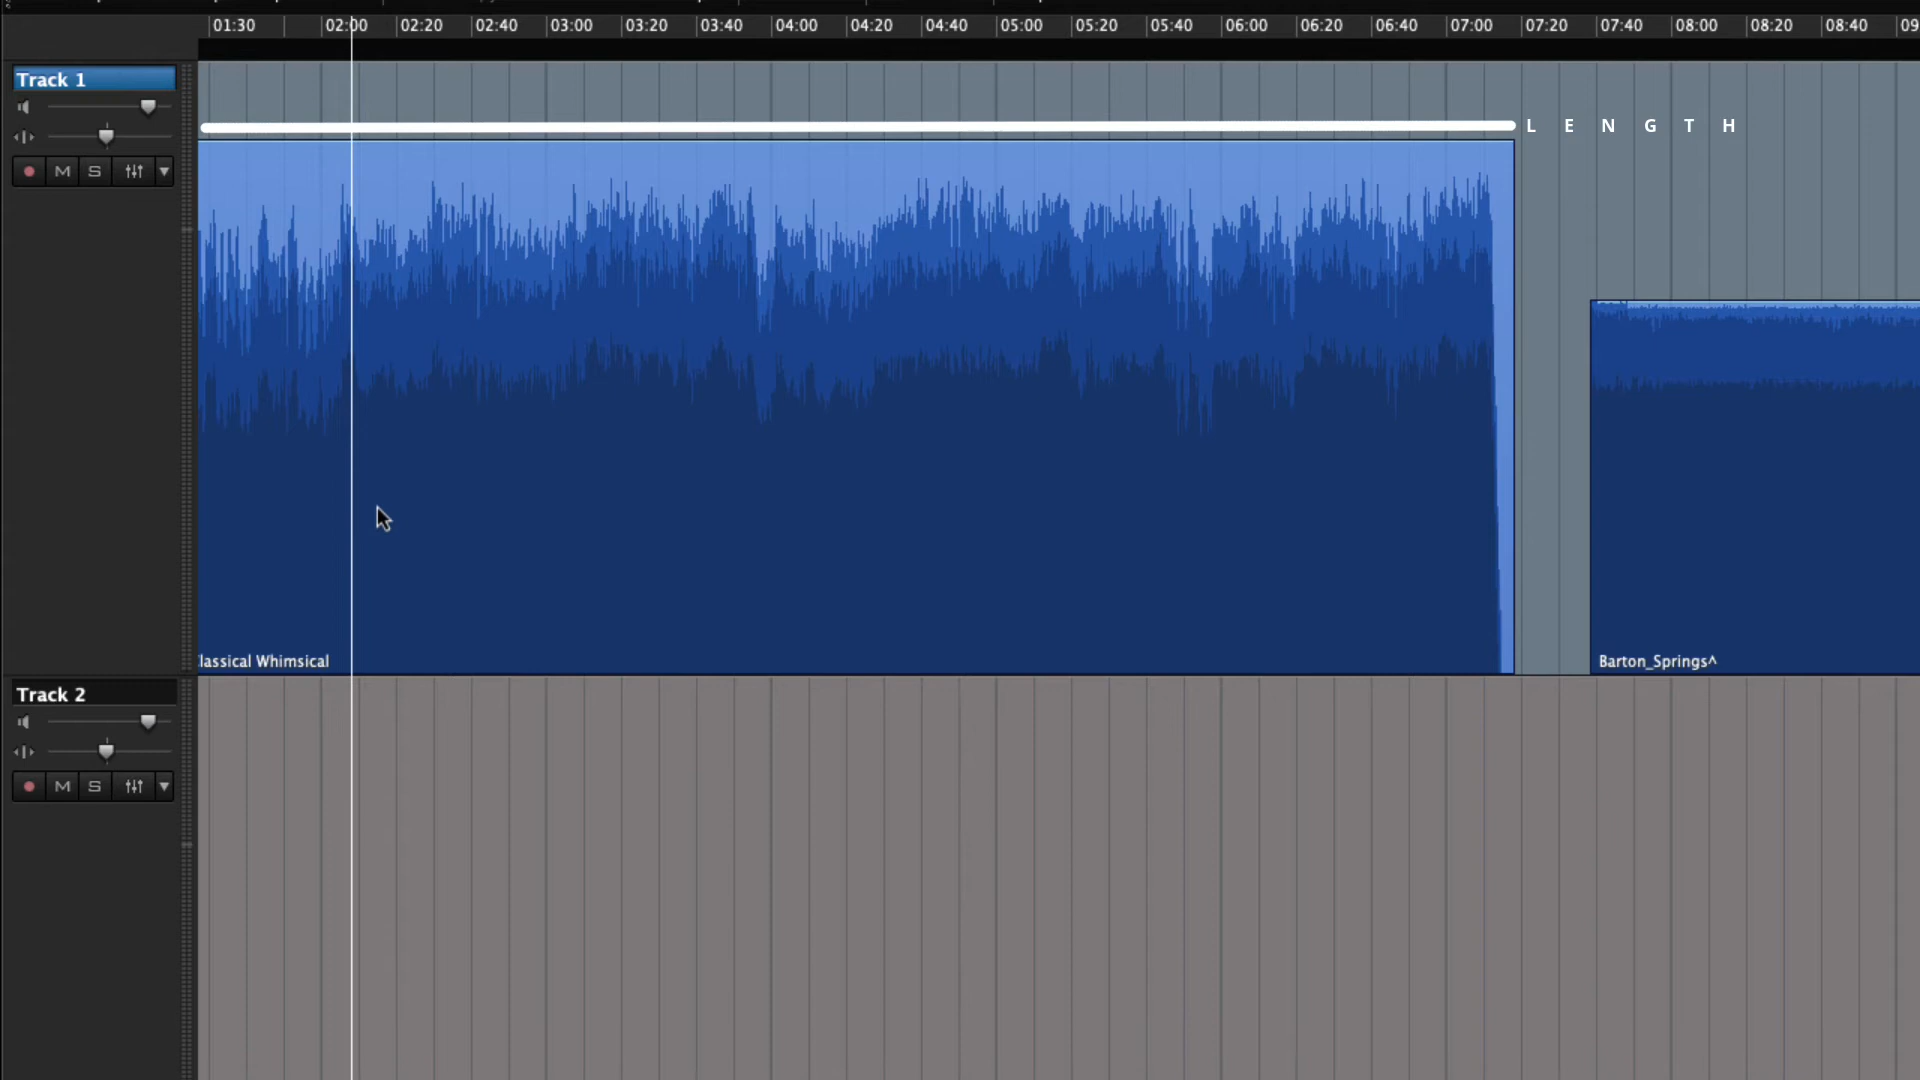 01:30 02:00 02:20 02:40 03:00 03:20 03:40 04:00 04:20 04:40 05:00 05:20 05:40 06:00 06:20 06:40 07:00 07:20 07:40 08:00 08:20 08:40 09
Track 1
L E N G T H
M S
lassical Whimsical
Barton_Springs^
Track 2
M S